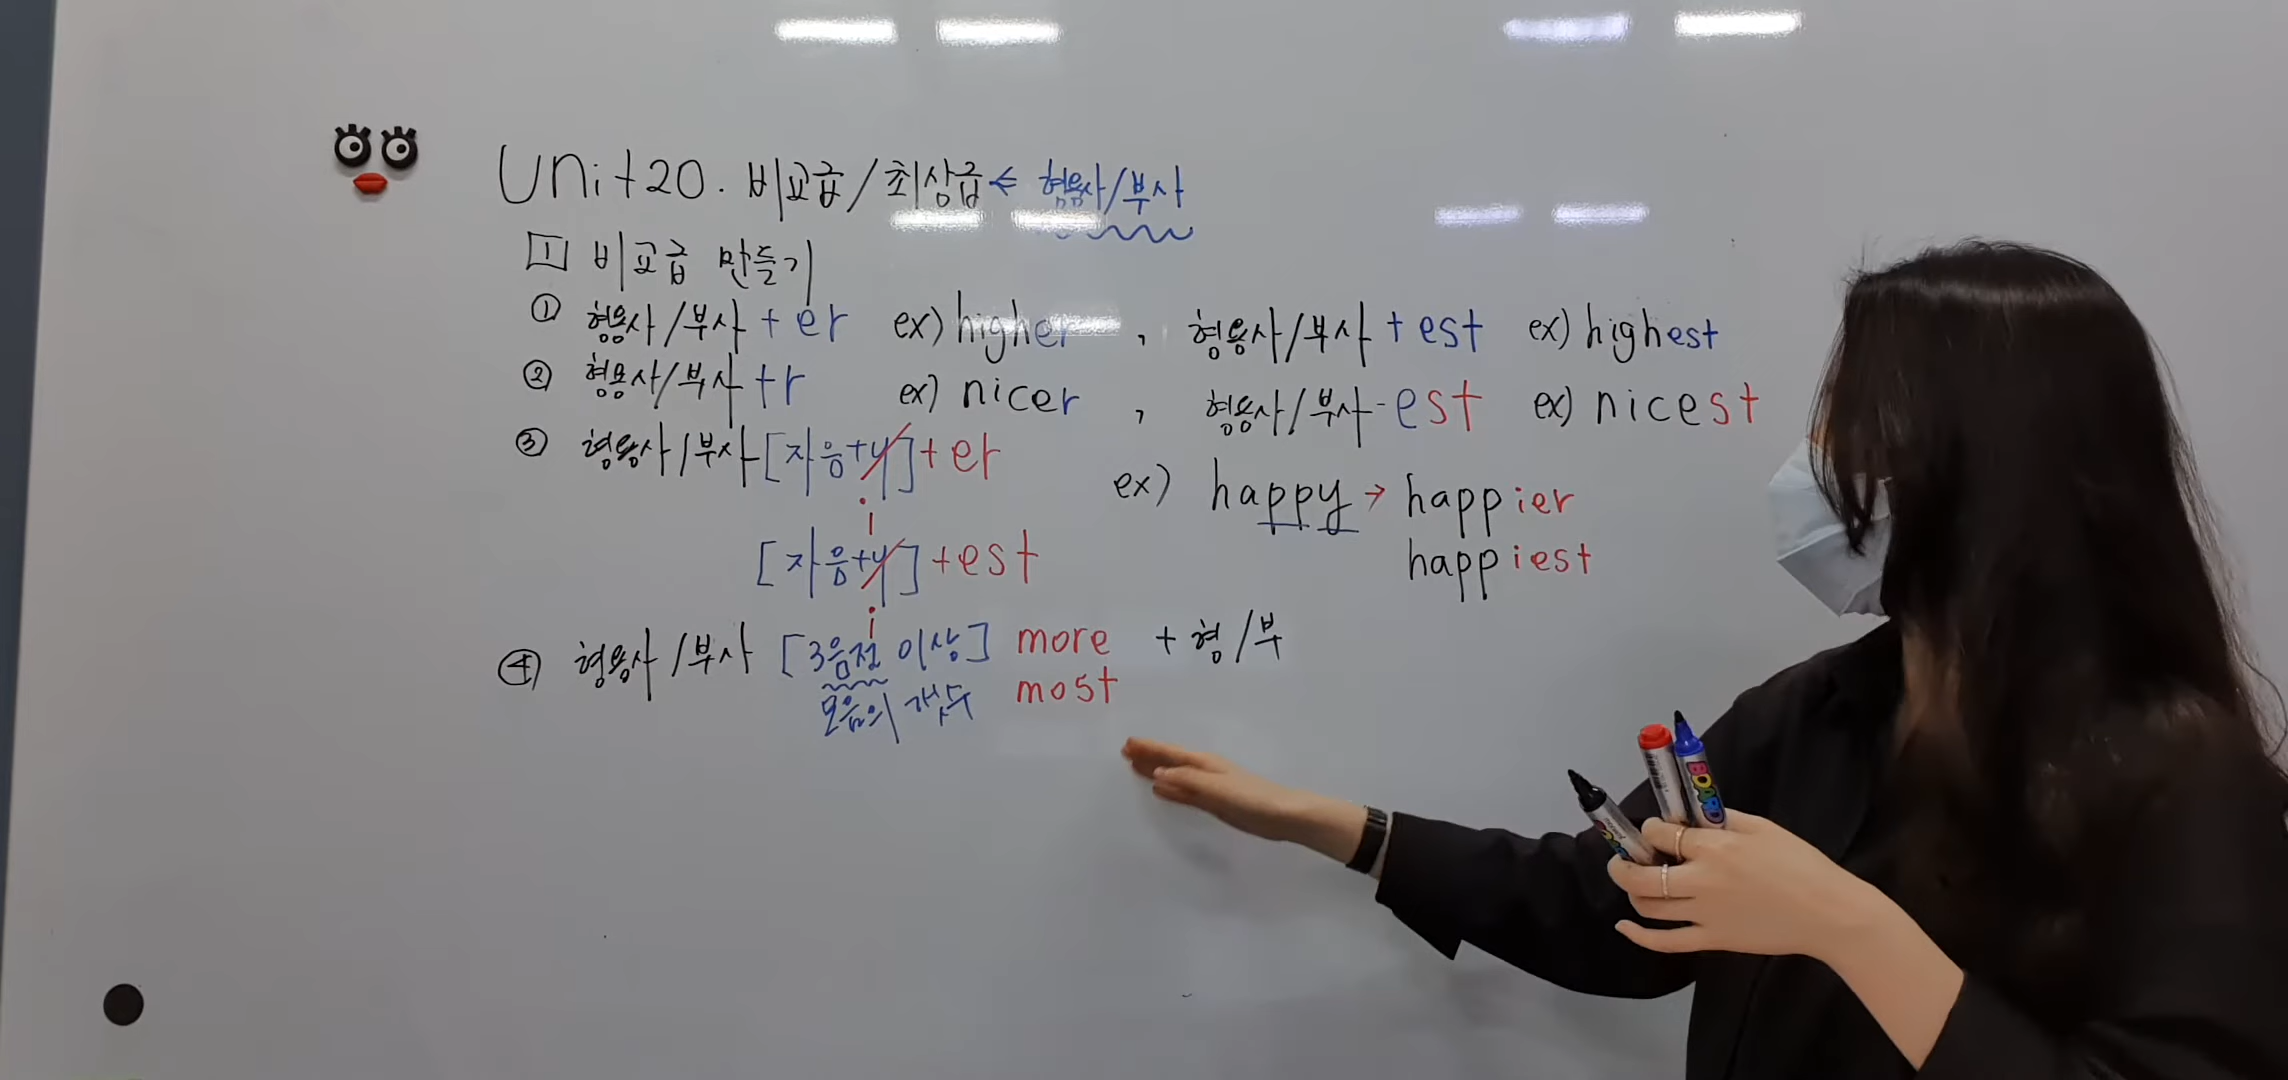 Unit 20. 비교급/최상급 ← 형용사/부사
1 비교급 만들기
① 형용사/부사 + er ex) higher , 형용사/부사 + est ex) highest
② 형용사/부사 + r ex) nicer , 형용사/부사 - est ex) nicest
③ 형용사/부사 [자음+y] + er
i
ex) happy → happier
[자음+y] + est
happiest
i
④ 형용사/부사 [3음절 이상] more + 형/부
모음의 갯수 most
BOARD